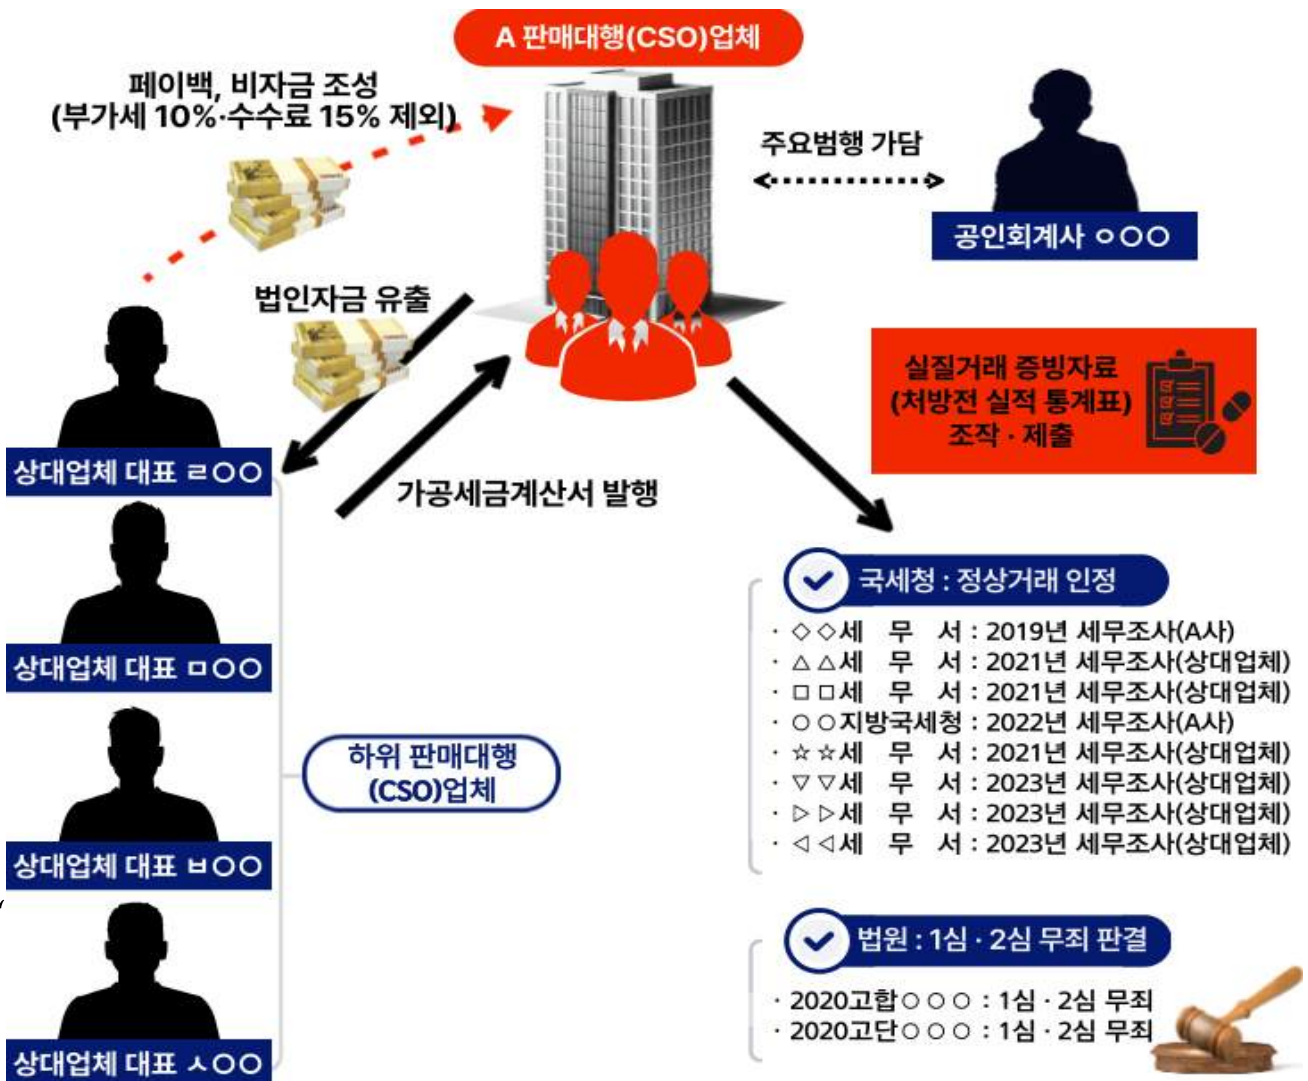 A 판매대행(CSO)업체
페이백, 비자금 조성
(부가세 10%·수수료 15% 제외)
주요범행 가담
공인회계사 ㅇ○○
법인자금 유출
실질거래 증빙자료
(처방전 실적 통계표)
조작 · 제출
상대업체 대표 ㄹ○○
가공세금계산서 발행
상대업체 대표 ㅁ○○
하위 판매대행
(CSO)업체
상대업체 대표 ㅂ○○
상대업체 대표 ㅅ○○
국세청 : 정상거래 인정
· ◇◇세 무 서 : 2019년 세무조사(A사)
· △△세 무 서 : 2021년 세무조사(상대업체)
· □□세 무 서 : 2021년 세무조사(상대업체)
· ○○지방국세청 : 2022년 세무조사(A사)
· ☆☆세 무 서 : 2021년 세무조사(상대업체)
· ▽▽세 무 서 : 2023년 세무조사(상대업체)
· ▷▷세 무 서 : 2023년 세무조사(상대업체)
· ◁◁세 무 서 : 2023년 세무조사(상대업체)
법원 : 1심 · 2심 무죄 판결
· 2020고합○○○ : 1심 · 2심 무죄
· 2020고단○○○ : 1심 · 2심 무죄